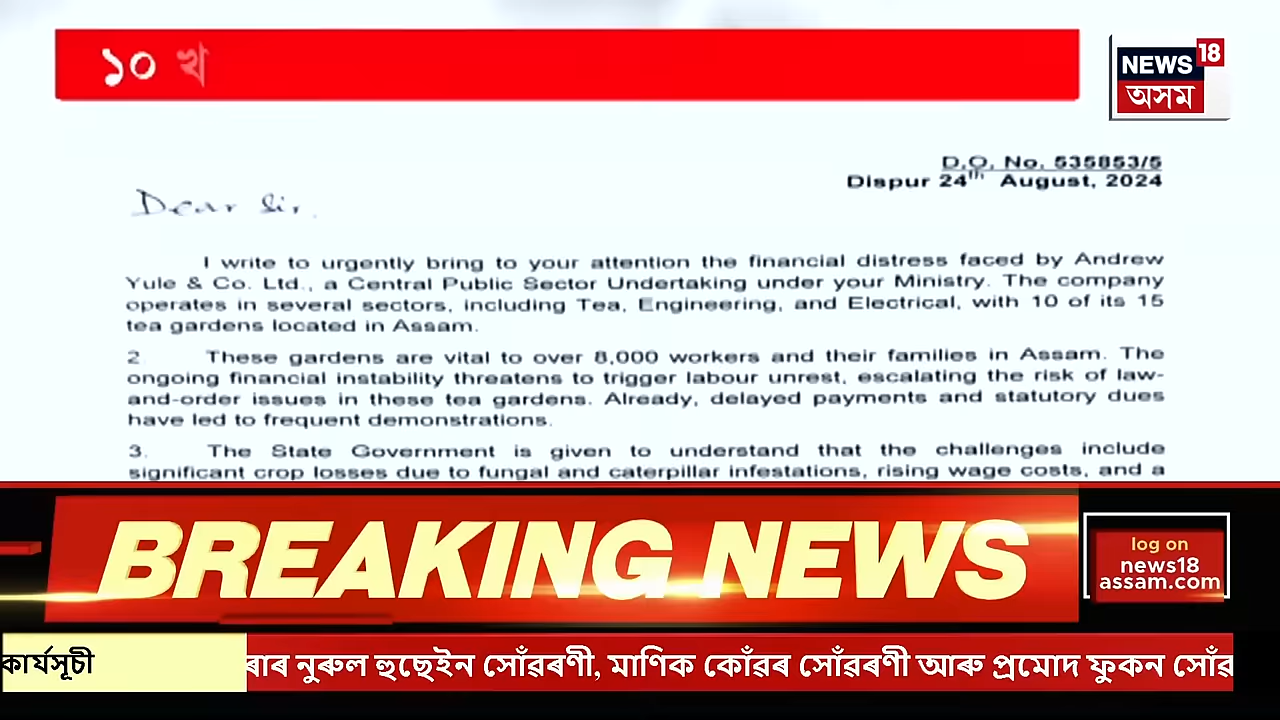 ১০ খ
NEWS 18
অসম
D.O. No. 535853/5
Dispur 24th August, 2024
Dear Sir,
I write to urgently bring to your attention the financial distress faced by Andrew
Yule & Co. Ltd., a Central Public Sector Undertaking under your Ministry. The company
operates in several sectors, including Tea, Engineering, and Electrical, with 10 of its 15
tea gardens located in Assam.
2. These gardens are vital to over 8,000 workers and their families in Assam. The
ongoing financial instability threatens to trigger labour unrest, escalating the risk of law-
and-order issues in these tea gardens. Already, delayed payments and statutory dues
have led to frequent demonstrations.
3. The State Government is given to understand that the challenges include
significant crop losses due to fungal and caterpillar infestations, rising wage costs, and a
BREAKING NEWS
log on
news18
assam.com
কাৰ্যসূচী
ৰাৰ নুৰুল হুছেইন সোঁৱৰণী, মাণিক কোঁৱৰ সোঁৱৰণী আৰু প্ৰমোদ ফুকন সোঁৱ